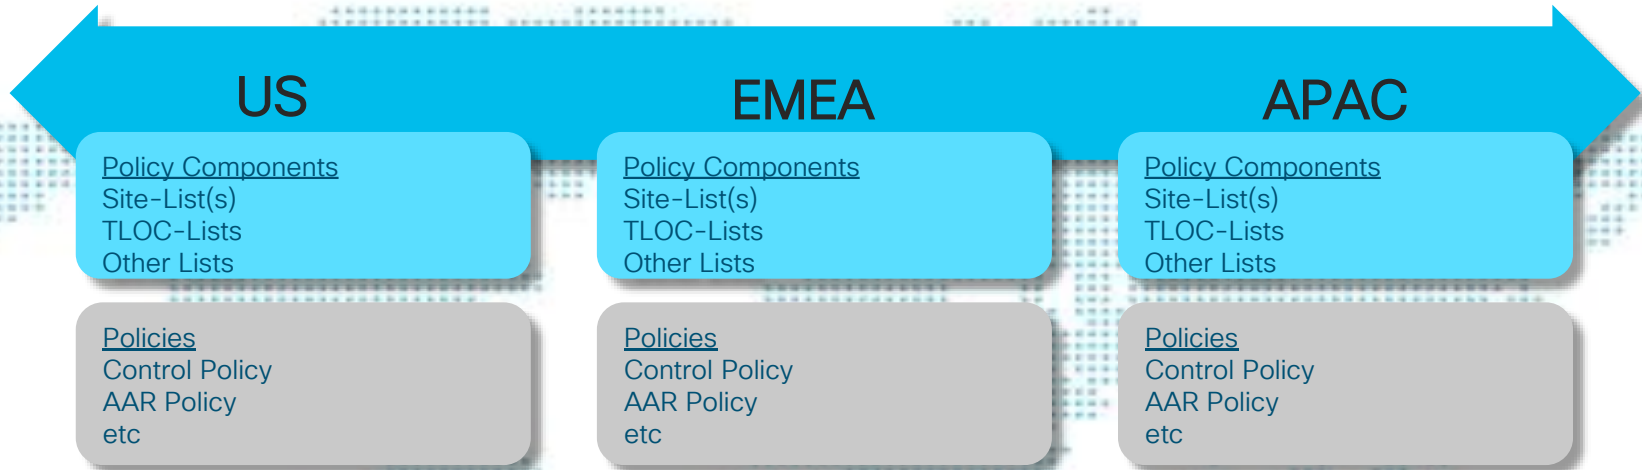 US
Policy Components
Site-List(s)
TLOC-Lists
Other Lists
Policies
Control Policy
AAR Policy
etc
EMEA
Policy Components
Site-List(s)
TLOC-Lists
Other Lists
Policies
Control Policy
AAR Policy
etc
APAC
Policy Components
Site-List(s)
TLOC-Lists
Other Lists
Policies
Control Policy
AAR Policy
etc